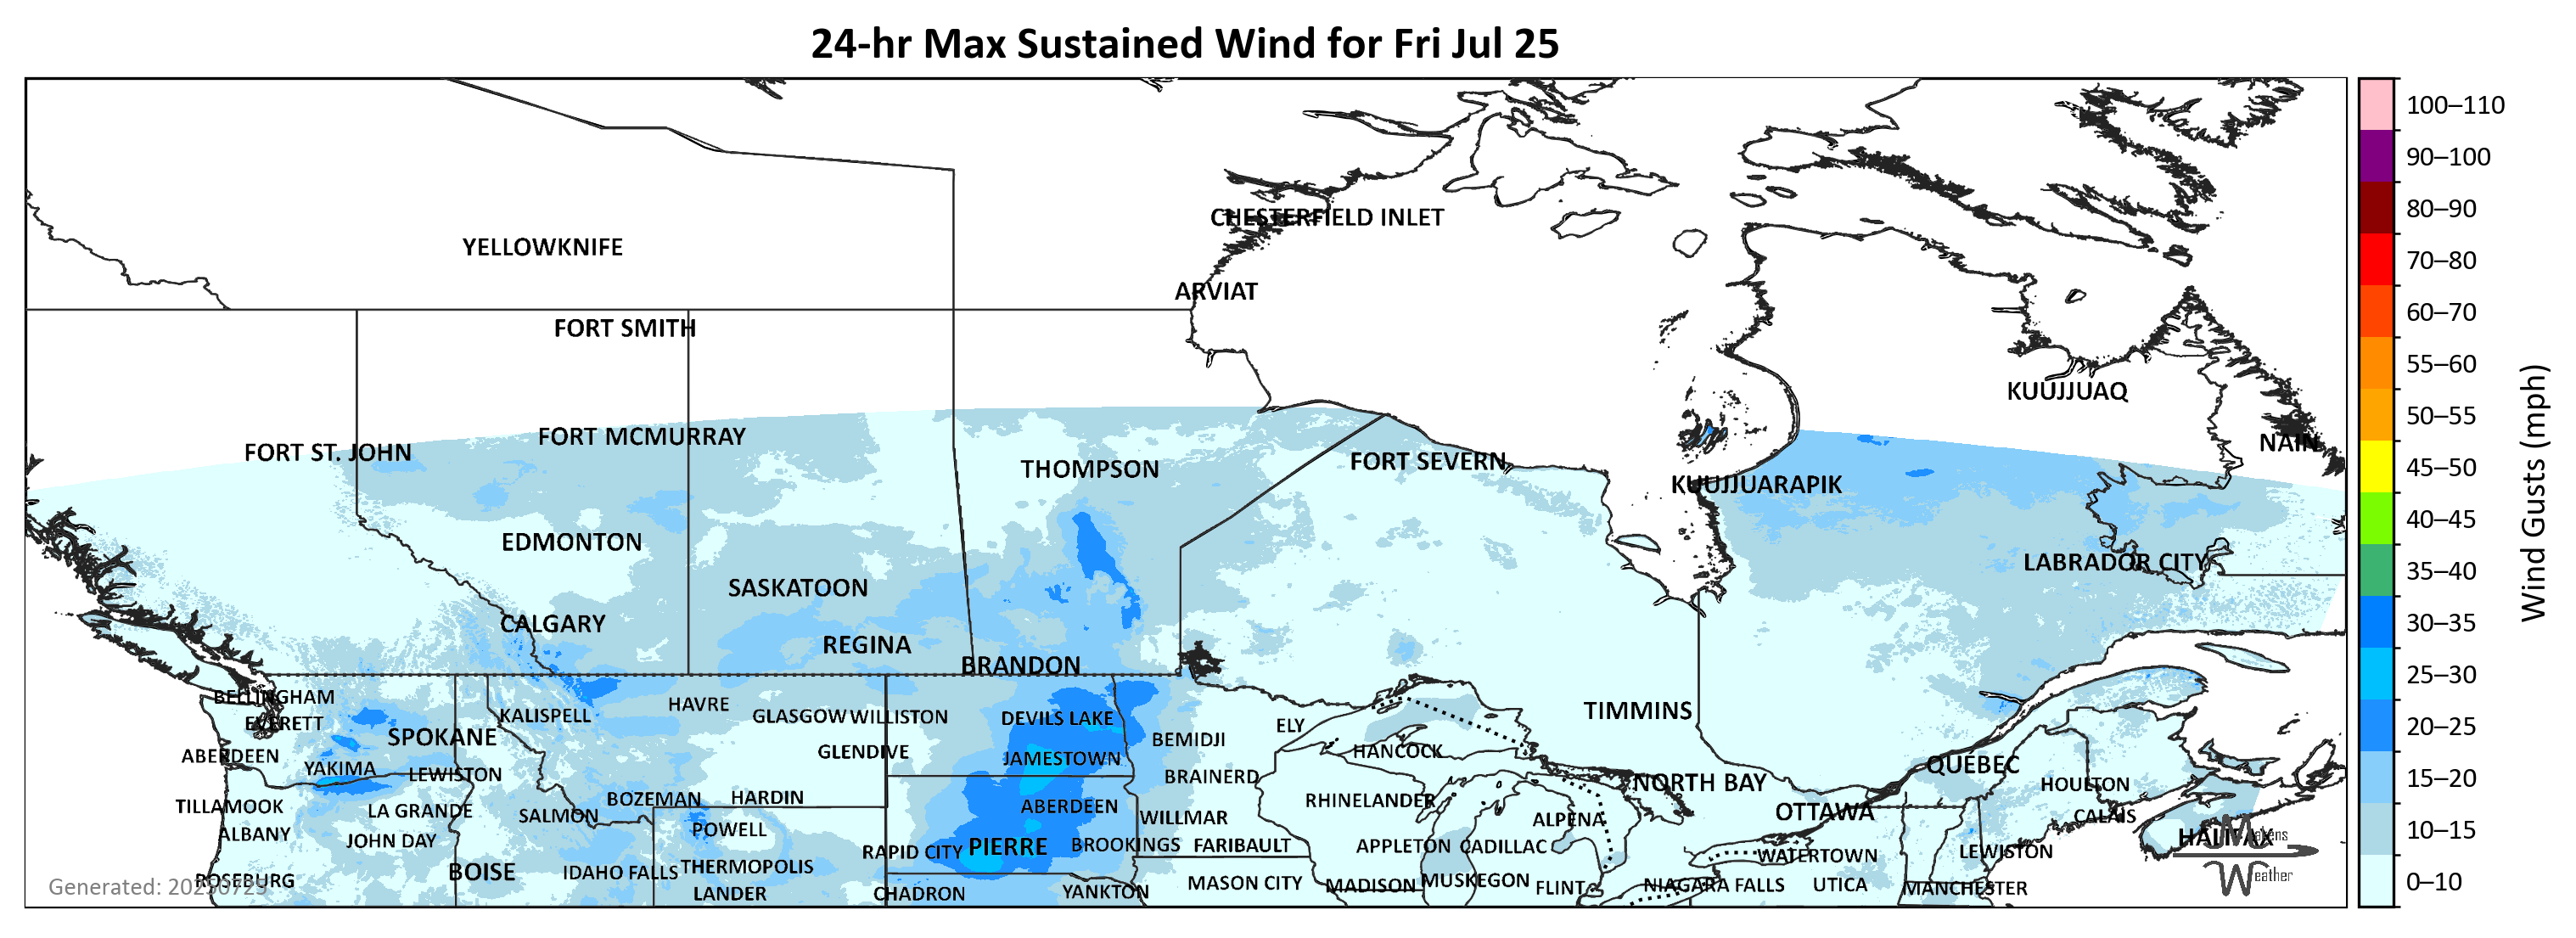 24-hr Max Sustained Wind for Fri Jul 25
100–110
90–100
80–90
CHESTERFIELD INLET
YELLOWKNIFE
70–80
ARVIAT
60–70
FORT SMITH
55–60
KUUJJUAQ
50–55
FORT MCMURRAY
NAIN
FORT ST. JOHN
FORT SEVERN
THOMPSON
45–50
KUUJJUARAPIK
Wind Gusts (mph)
40–45
EDMONTON
LABRADOR CITY
35–40
SASKATOON
CALGARY
30–35
REGINA
BRANDON
25–30
BELLINGHAM
HAVRE
TIMMINS
KALISPELL
GLASGOW
WILLISTON
DEVILS LAKE
EVERETT
ELY
20–25
SPOKANE
BEMIDJI
ABERDEEN
GLENDIVE
HANCOCK
JAMESTOWN
QUÉBEC
YAKIMA
LEWISTON
BRAINERD
15–20
NORTH BAY
HOULTON
BOZEMAN
HARDIN
RHINELANDER
TILLAMOOK
LA GRANDE
ABERDEEN
OTTAWA
SALMON
WILLMAR
CALAIS
ALPENA
ALBANY
POWELL
10–15
HALIFAX
JOHN DAY
PIERRE
BROOKINGS
FARIBAULT
APPLETON
CADILLAC
RAPID CITY
LEWISTON
WATERTOWN
BOISE
IDAHO FALLS
THERMOPOLIS
Makens
Weather
ROSEBURG
MASON CITY
MADISON
MUSKEGON
FLINT
NIAGARA FALLS
UTICA
MANCHESTER
0–10
Generated: 20250725
LANDER
CHADRON
YANKTON